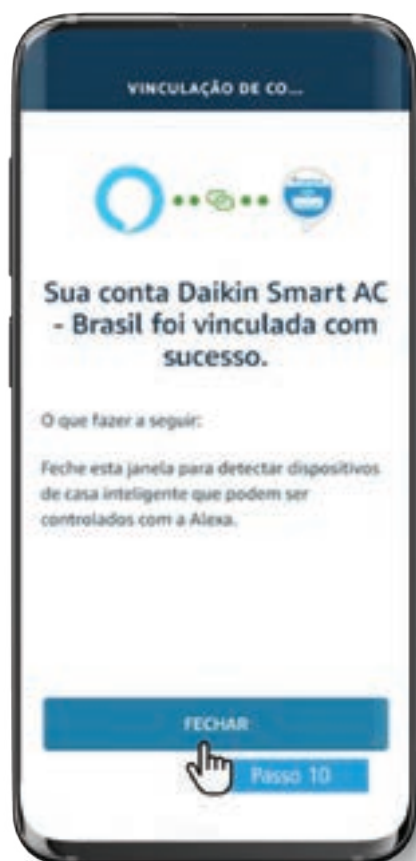 VINCULAÇÃO DE CO...
Sua conta Daikin Smart AC
- Brasil foi vinculada com
sucesso.
O que fazer a seguir:
Feche esta janela para detectar dispositivos
de casa inteligente que podem ser
controlados com a Alexa.
FECHAR
Passo 10